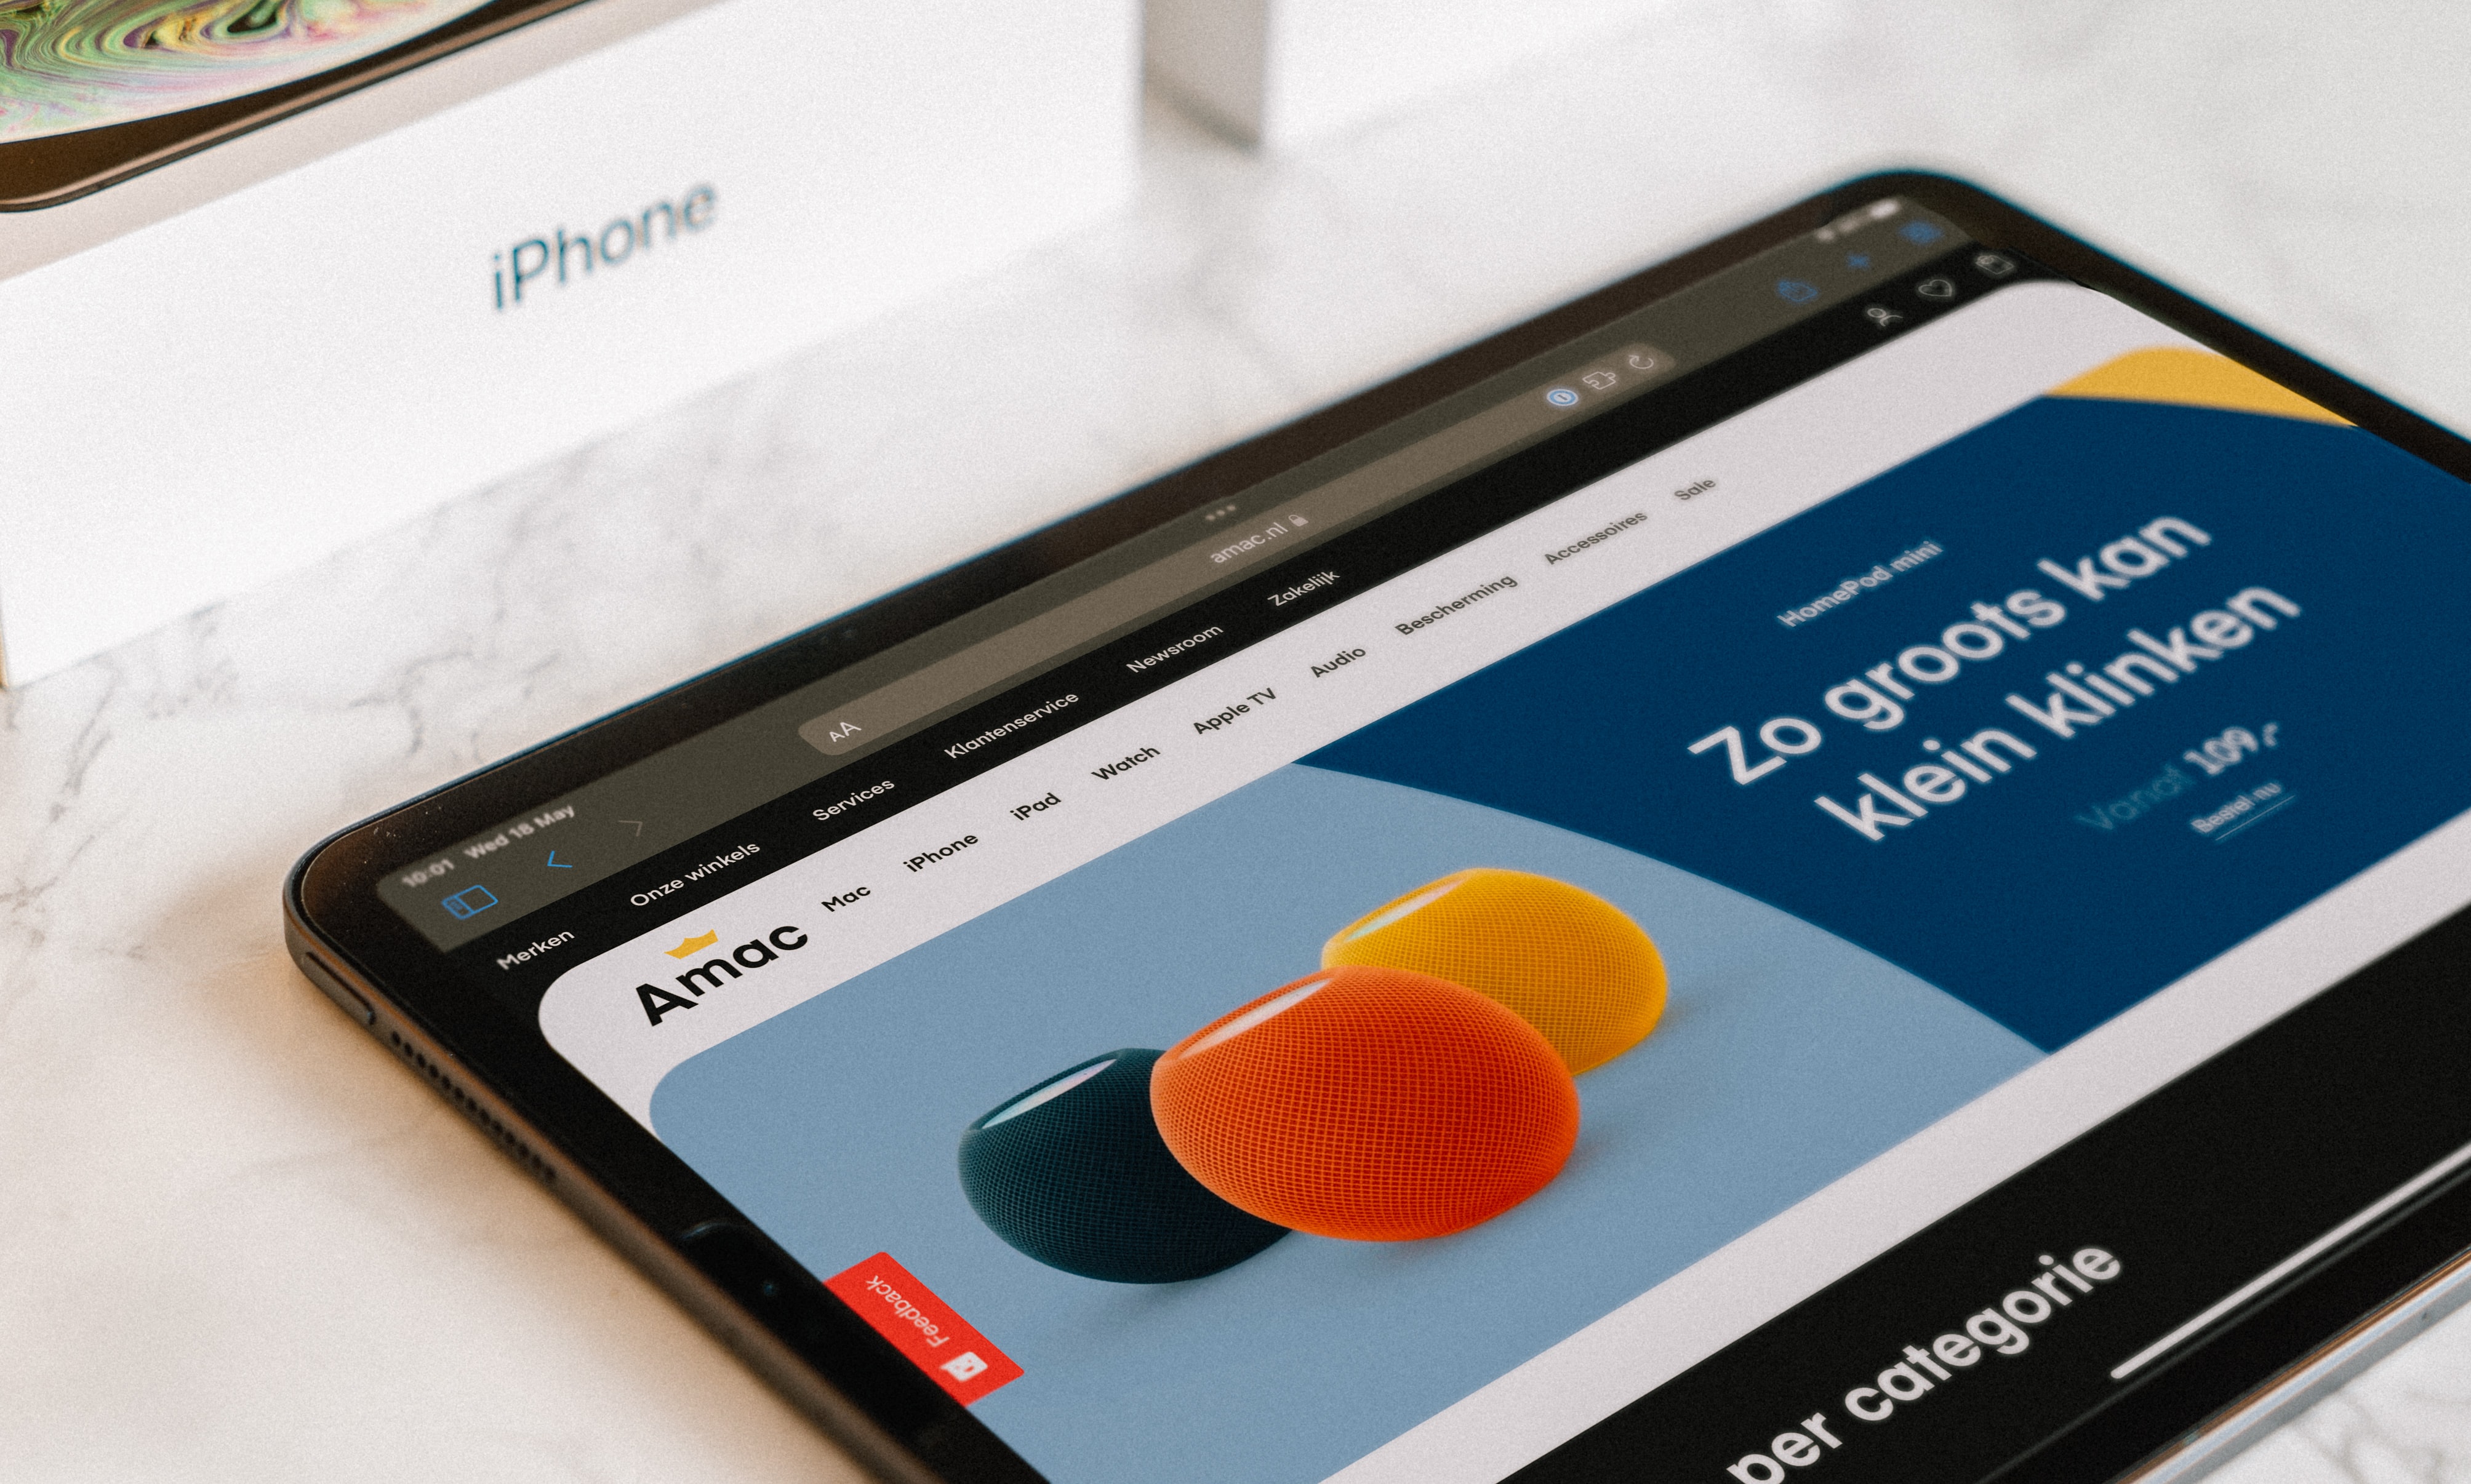 iPhone
10:01 Wed 18 May
AA
amac.nl
Merken Onze winkels Services Klantenservice Newsroom Zakelijk
Amac Mac iPhone iPad Watch Apple TV Audio Bescherming Accessoires Sale
HomePod mini
Zo groots kan
klein klinken
Vanaf 109,-
Bestel nu
Feedback
per categorie